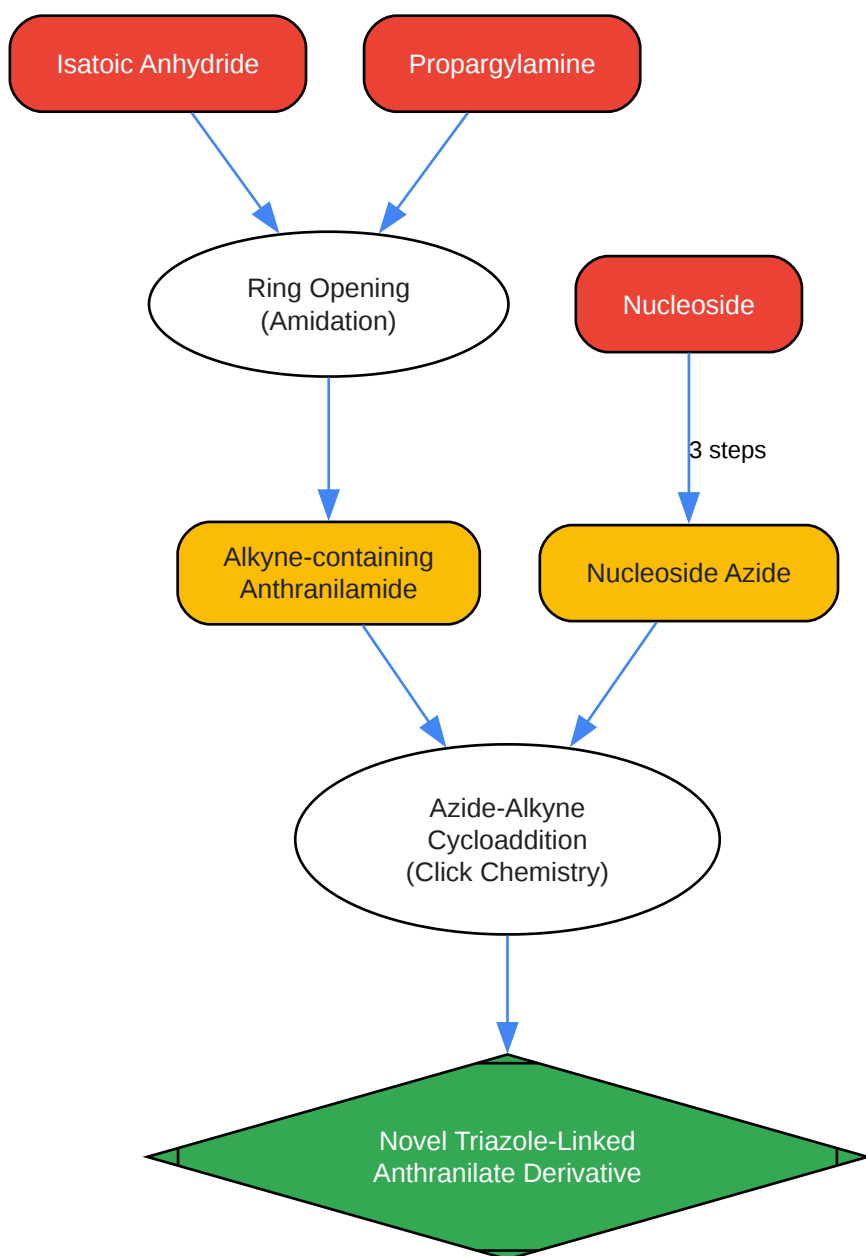 Isatoic Anhydride
Propargylamine
Ring Opening
(Amidation)
Nucleoside
3 steps
Alkyne-containing
Anthranilamide
Nucleoside Azide
Azide-Alkyne
Cycloaddition
(Click Chemistry)
Novel Triazole-Linked
Anthranilate Derivative